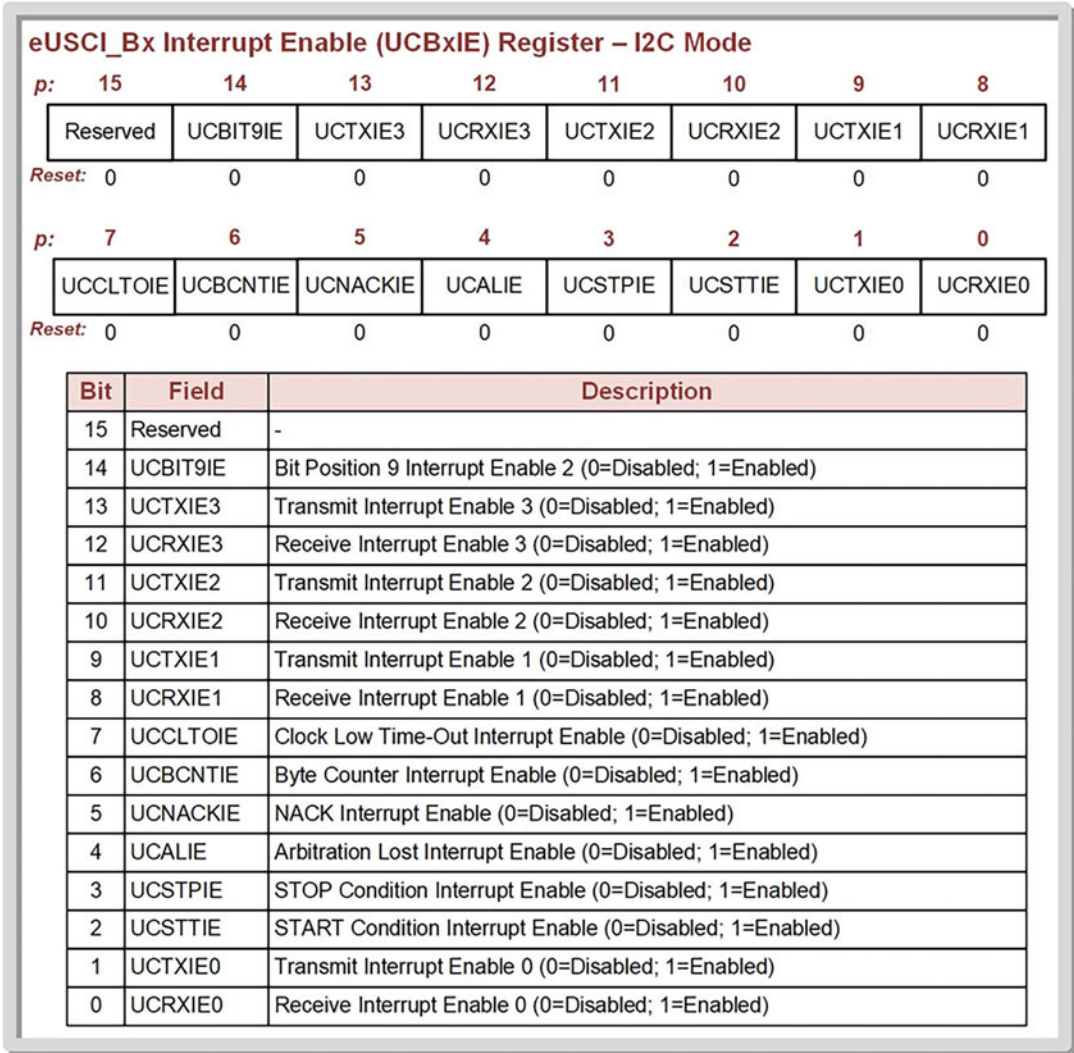 eUSCI_Bx Interrupt Enable (UCBxIE) Register – I2C Mode
p: 15 14 13 12 11 10 9 8
Reserved UCBIT9IE UCTXIE3 UCRXIE3 UCTXIE2 UCRXIE2 UCTXIE1 UCRXIE1
Reset: 0 0 0 0 0 0 0 0
p: 7 6 5 4 3 2 1 0
UCCLTOIE UCBCNTIE UCNACKIE UCALIE UCSTPIE UCSTTIE UCTXIE0 UCRXIE0
Reset: 0 0 0 0 0 0 0 0
Bit Field Description
15 Reserved -
14 UCBIT9IE Bit Position 9 Interrupt Enable 2 (0=Disabled; 1=Enabled)
13 UCTXIE3 Transmit Interrupt Enable 3 (0=Disabled; 1=Enabled)
12 UCRXIE3 Receive Interrupt Enable 3 (0=Disabled; 1=Enabled)
11 UCTXIE2 Transmit Interrupt Enable 2 (0=Disabled; 1=Enabled)
10 UCRXIE2 Receive Interrupt Enable 2 (0=Disabled; 1=Enabled)
9 UCTXIE1 Transmit Interrupt Enable 1 (0=Disabled; 1=Enabled)
8 UCRXIE1 Receive Interrupt Enable 1 (0=Disabled; 1=Enabled)
7 UCCLTOIE Clock Low Time-Out Interrupt Enable (0=Disabled; 1=Enabled)
6 UCBCNTIE Byte Counter Interrupt Enable (0=Disabled; 1=Enabled)
5 UCNACKIE NACK Interrupt Enable (0=Disabled; 1=Enabled)
4 UCALIE Arbitration Lost Interrupt Enable (0=Disabled; 1=Enabled)
3 UCSTPIE STOP Condition Interrupt Enable (0=Disabled; 1=Enabled)
2 UCSTTIE START Condition Interrupt Enable (0=Disabled; 1=Enabled)
1 UCTXIE0 Transmit Interrupt Enable 0 (0=Disabled; 1=Enabled)
0 UCRXIE0 Receive Interrupt Enable 0 (0=Disabled; 1=Enabled)